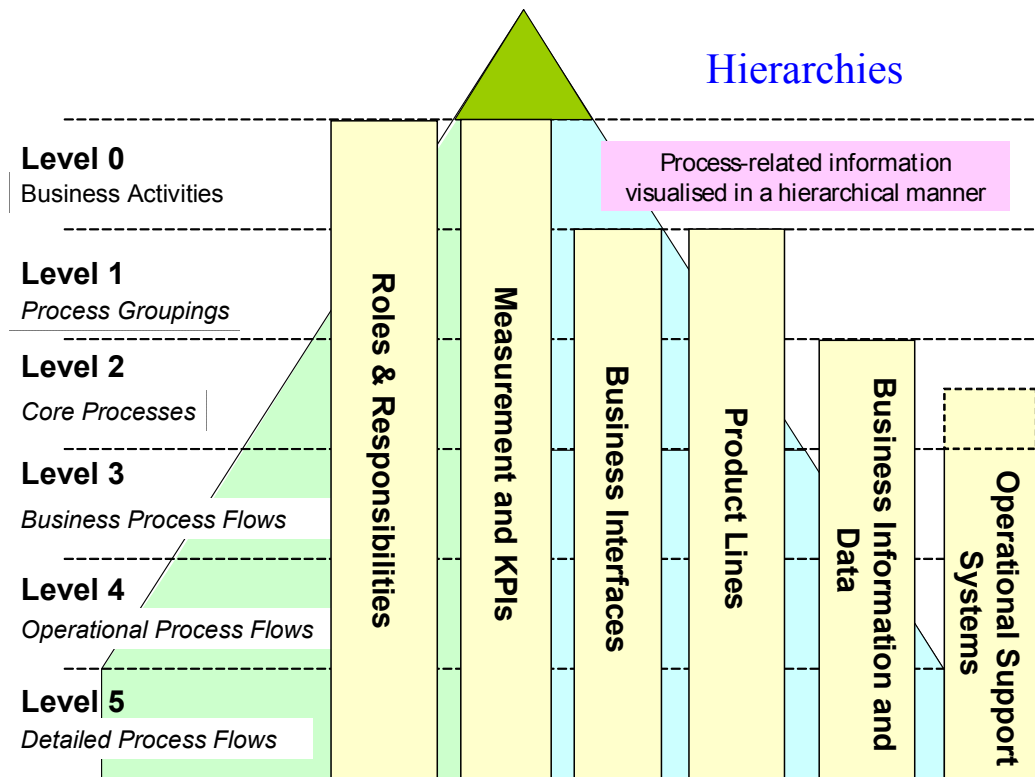 Hierarchies
Level 0
Business Activities
Process-related information
visualised in a hierarchical manner
Level 1
Process Groupings
Level 2
Core Processes
Level 3
Business Process Flows
Level 4
Operational Process Flows
Level 5
Detailed Process Flows
Roles & Responsibilities
Measurement and KPIs
Business Interfaces
Product Lines
Business Information and
Data
Operational Support
Systems